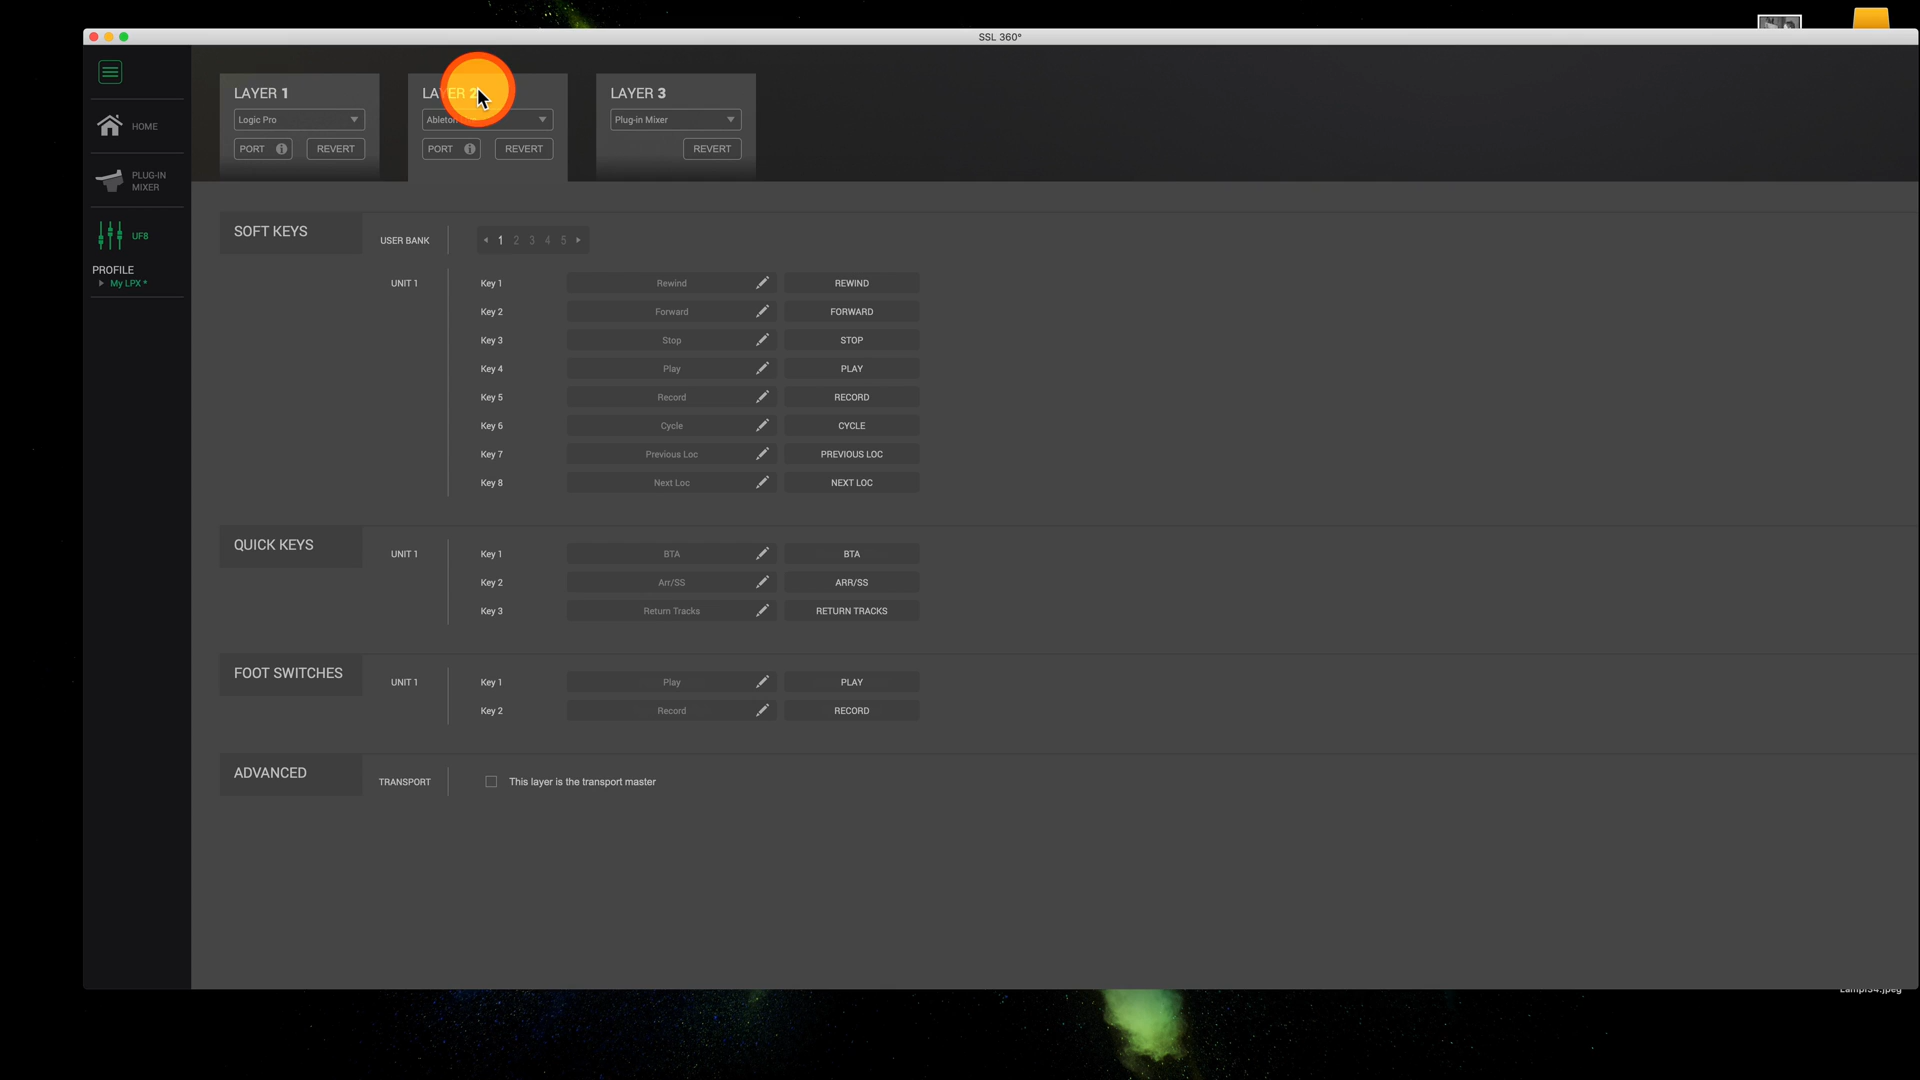 SSL 360°
HOME
PLUG-IN
MIXER
UF8
PROFILE
My LPX *
LAYER 1
Logic Pro
PORT
REVERT
LAYER 2
Ableton
PORT
REVERT
LAYER 3
Plug-in Mixer
REVERT
SOFT KEYS
USER BANK
1 2 3 4 5
UNIT 1
Key 1 Rewind REWIND
Key 2 Forward FORWARD
Key 3 Stop STOP
Key 4 Play PLAY
Key 5 Record RECORD
Key 6 Cycle CYCLE
Key 7 Previous Loc PREVIOUS LOC
Key 8 Next Loc NEXT LOC
QUICK KEYS
UNIT 1
Key 1 BTA BTA
Key 2 Arr/SS ARR/SS
Key 3 Return Tracks RETURN TRACKS
FOOT SWITCHES
UNIT 1
Key 1 Play PLAY
Key 2 Record RECORD
ADVANCED
TRANSPORT
This layer is the transport master